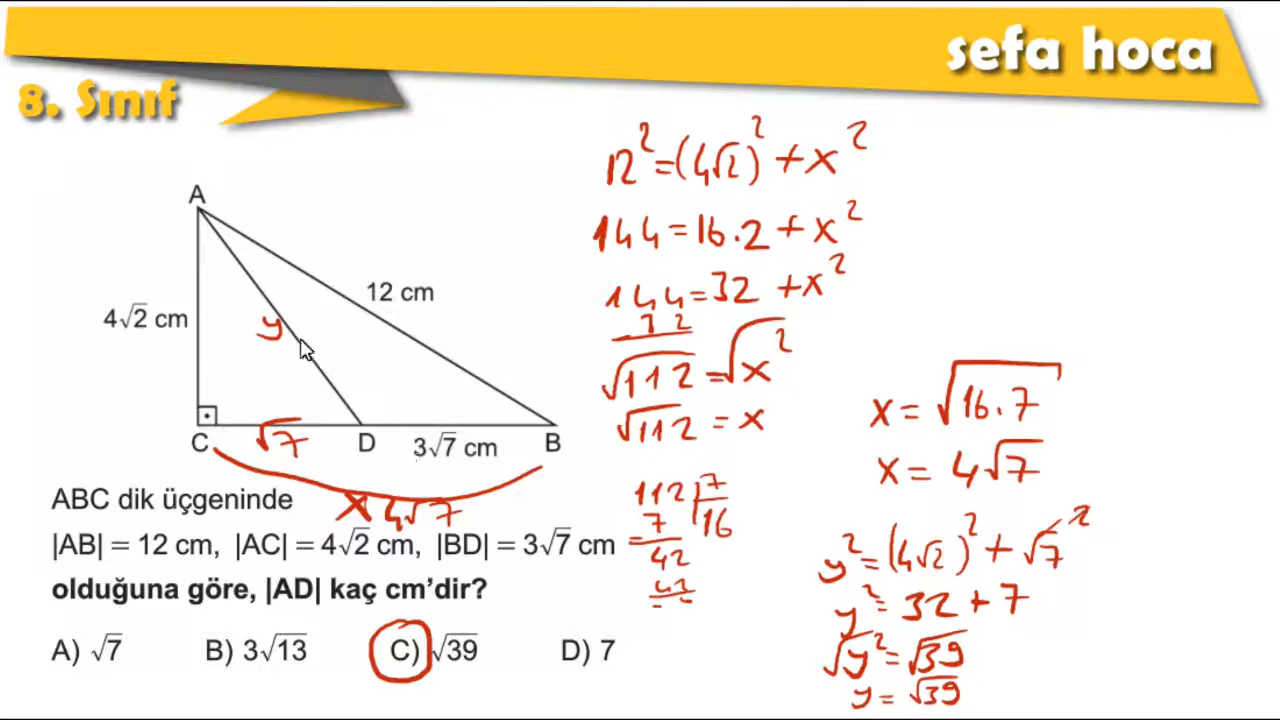 sefa hoca
8. Sınıf
A
4√2 cm
12 cm
y
C
√7
D
3√7 cm
B
x 4√7
ABC dik üçgeninde
|AB| = 12 cm, |AC| = 4√2 cm, |BD| = 3√7 cm
olduğuna göre, |AD| kaç cm’dir?
A) √7 B) 3√13 C) √39 D) 7
12² = (4√2)² + x²
144 = 16.2 + x²
144 = 32 + x²
32
√112 = √x²
√112 = x
112 7
7 16
42
42
x = √16.7
x = 4√7
y² = (4√2)² + √7²
y² = 32 + 7
√y² = √39
y = √39